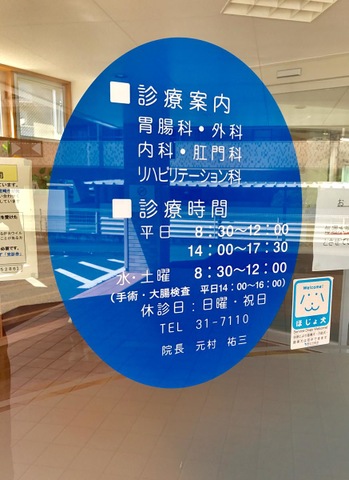 ■診療案内
胃腸科・外科
内科・肛門科
リハビリテーション科
■診療時間
平日 8:30〜12:00
14:00〜17:30
水・土曜 8:30〜12:00
(手術・大腸検査 平日14:00〜16:00)
休診日:日曜・祝日
TEL 31-7110
院長 元村 祐三
Welcome!
ほじょ犬